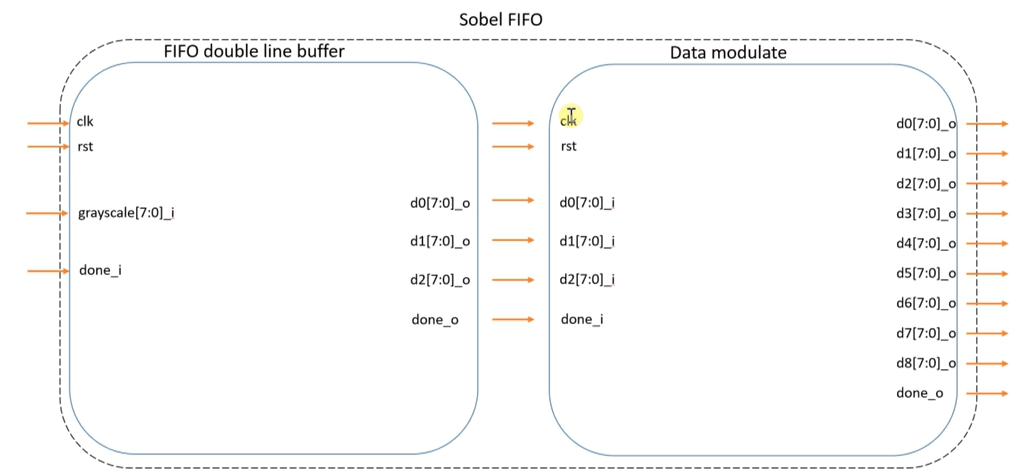 Sobel FIFO
FIFO double line buffer
clk
rst
grayscale[7:0]_i
done_i
d0[7:0]_o
d1[7:0]_o
d2[7:0]_o
done_o
Data modulate
clk
rst
d0[7:0]_i
d1[7:0]_i
d2[7:0]_i
done_i
d0[7:0]_o
d1[7:0]_o
d2[7:0]_o
d3[7:0]_o
d4[7:0]_o
d5[7:0]_o
d6[7:0]_o
d7[7:0]_o
d8[7:0]_o
done_o